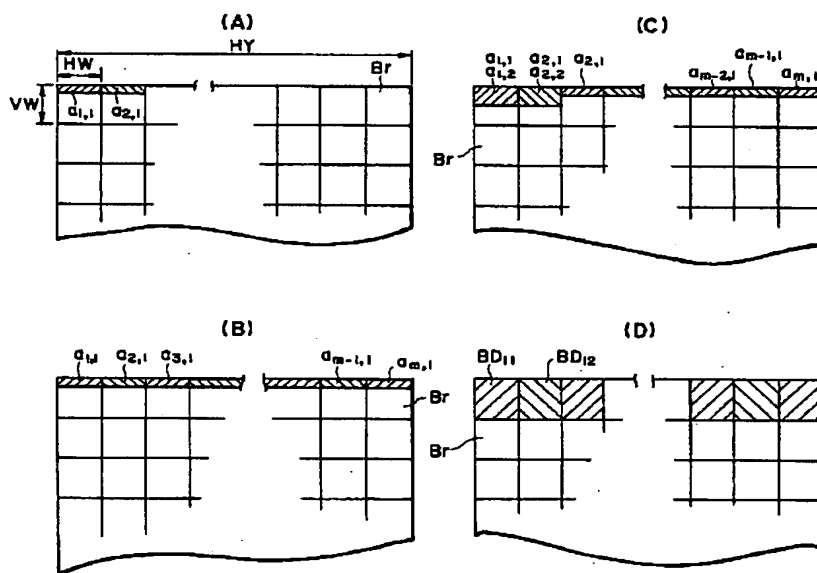 (A)
HY
HW
Br
VW
a1,1 a2,1
(C)
a1,1 a2,1 a2,1 am-2,1 am-1,1 am,1
a1,2 a2,2
Br
(B)
a1,1 a2,1 a3,1 am-1,1 am,1
Br
(D)
BD11 BD12
Br